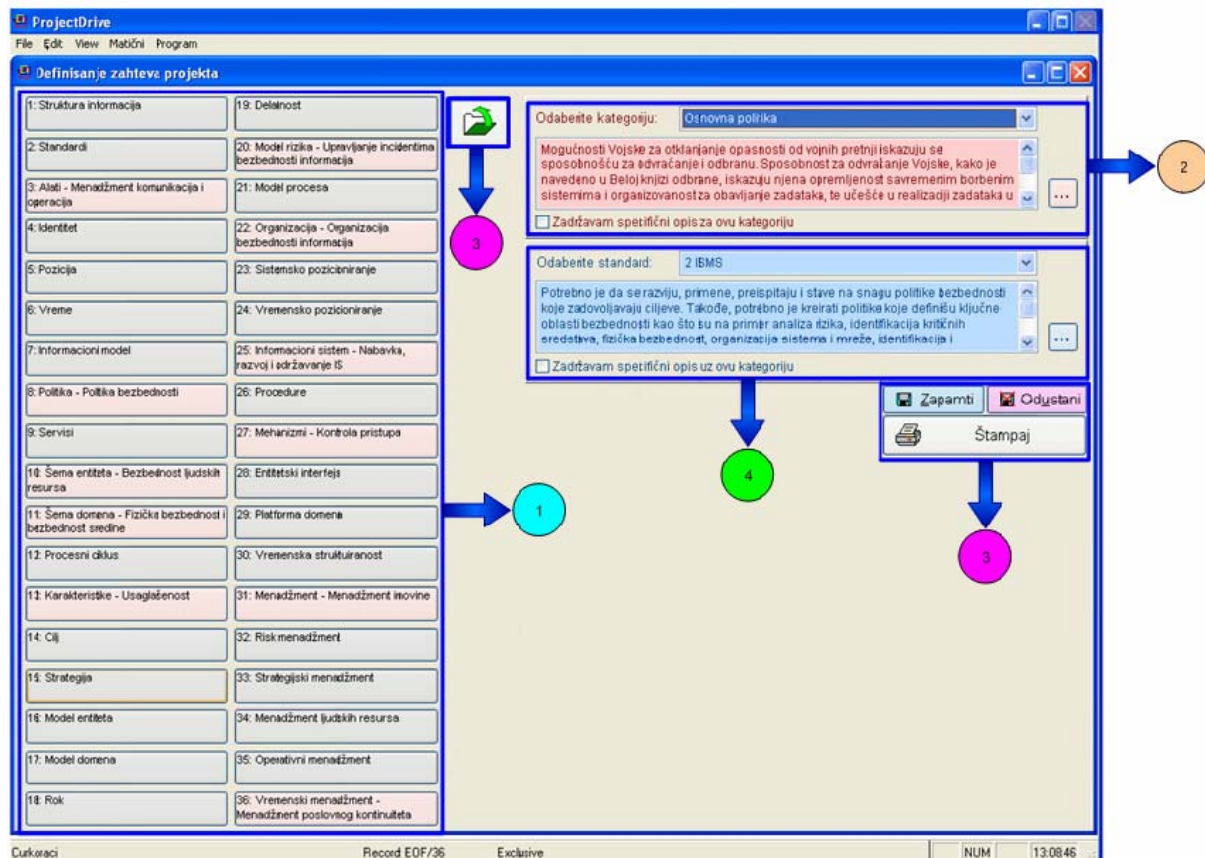 ProjectDrive
File Edit View Matični Program
Definisanje zahteva projekta
1: Struktura informacija
2: Standardi
3: Alati - Menadžment komunikacija i
operacija
4: Identitet
5: Pozicija
6: Vreme
7: Informacioni model
8: Politika - Politika bezbednosti
9: Servisi
10: Šema entiteta - Bezbednost ljudskih
resursa
11: Šema domena - Fizička bezbednost i
bezbednost sredine
12: Procesni ciklus
13: Karakteristike - Usaglašenost
14: Cilj
15: Strategija
16: Model entiteta
17: Model domena
18: Rok
19: Delatnost
20: Model rizika - Upravljanje incidentima
bezbednosti informacija
21: Model procesa
22: Organizacija - Organizacija
bezbednosti informacija
23: Sistemsko pozicioniranje
24: Vremensko pozicioniranje
25: Informacioni sistem - Nabavka,
razvoj i održavanje IS
26: Procedure
27: Mehanizmi - Kontrola pristupa
28: Entitetski interfejs
29: Platforma domena
30: Vremenska struktuiranost
31: Menadžment - Menadžment imovine
32: Risk menadžment
33: Strategijski menadžment
34: Menadžment ljudskih resursa
35: Operativni menadžment
36: Vremenski menadžment -
Menadžment poslovnog kontinuiteta
3
1
Odaberite kategoriju: Osnovna politika
Mogućnosti Vojske za otklanjanje opasnosti od vojnih pretnji iskazuju se
sposobnošću za odvraćanje i odbranu. Sposobnost za odvraćanje Vojske, kako je
navedeno u Beloj knjizi odbrane, iskazuju njena opremljenost savremenim borbenim
sistemima i organizovanost za obavljanje zadataka, te učešće u realizaciji zadataka u
...
Zadržavam specifični opis za ovu kategoriju
2
Odaberite standard: 2 ISMS
Potrebno je da se razviju, primene, preispitaju i stave na snagu politike bezbednosti
koje zadovoljavaju ciljeve. Takođe, potrebno je kreirati politike koje definišu ključne
oblasti bezbednosti kao što su na primer analiza rizika, identifikacija kritičnih
sredstava, fizička bezbednost, organizacija sistema i mreže, identifikacija i
...
Zadržavam specifični opis uz ovu kategoriju
4
Zapamti Odustani
Štampaj
3
Curkoraci Record EOF/36 Exclusive NUM 13:08:46